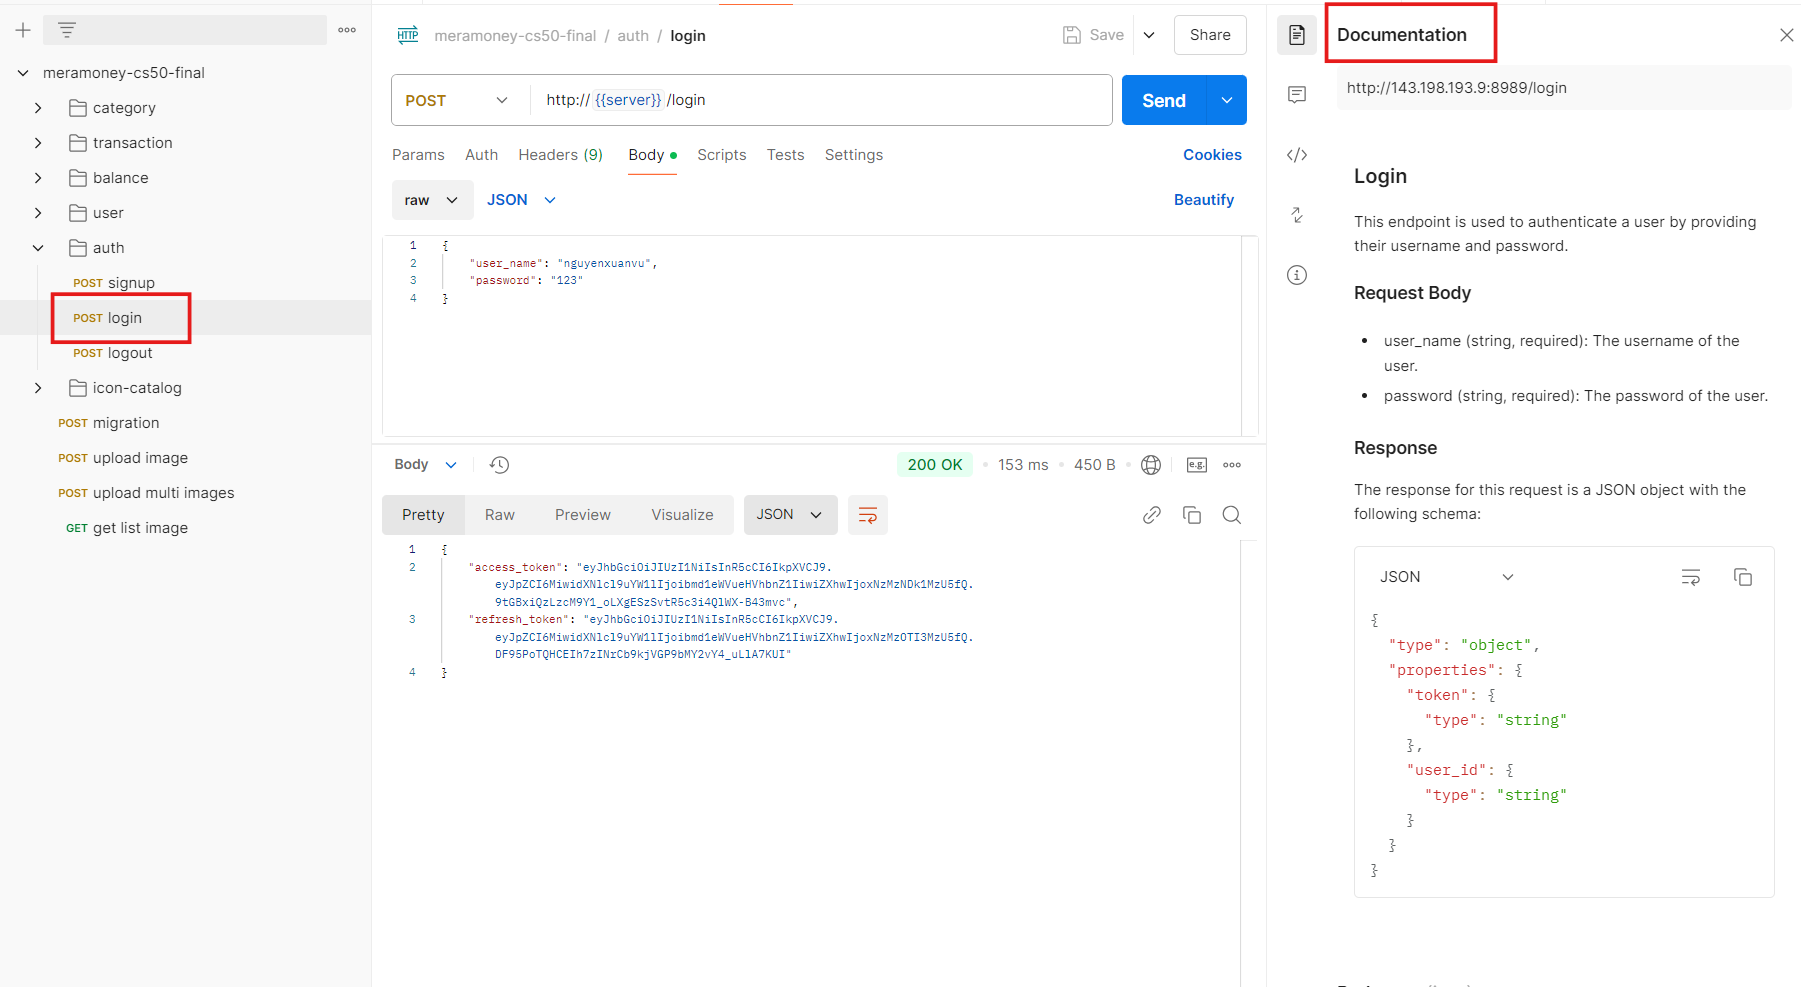 meramoney-cs50-final
category
transaction
balance
user
auth
POST signup
POST login
POST logout
icon-catalog
POST migration
POST upload image
POST upload multi images
GET get list image
HTTP meramoney-cs50-final / auth / login
Save
Share
POST http:// {{server}} /login
Send
Params Auth Headers (9) Body Scripts Tests Settings Cookies
raw JSON Beautify
1 {
2 "user_name": "nguyenxuanvu",
3 "password": "123"
4 }
Body 200 OK 153 ms 450 B e.g.
Pretty Raw Preview Visualize JSON
1 {
2 "access_token": "eyJhbGciOiJIUzI1NiIsInR5cCI6IkpXVCJ9.
eyJpZCI6MiwidXNlcl9uYW1lIjoibmd1eWVueHVhbnZ1IiwiZXhwIjoxNzMzNDk1MzU5fQ.
9tGBxiQzLzcM9Y1_oLXgESzSvtR5c3i4QlWX-B43mvc",
3 "refresh_token": "eyJhbGciOiJIUzI1NiIsInR5cCI6IkpXVCJ9.
eyJpZCI6MiwidXNlcl9uYW1lIjoibmd1eWVueHVhbnZ1IiwiZXhwIjoxNzMzOTI3MzU5fQ.
DF95PoTQHCEIh7zINrCb9kjVGP9bMY2vY4_uLlA7KUI"
4 }
Documentation
http://143.198.193.9:8989/login
Login
This endpoint is used to authenticate a user by providing
their username and password.
Request Body
• user_name (string, required): The username of the
user.
• password (string, required): The password of the user.
Response
The response for this request is a JSON object with the
following schema:
JSON
{
"type": "object",
"properties": {
"token": {
"type": "string"
},
"user_id": {
"type": "string"
}
}
}